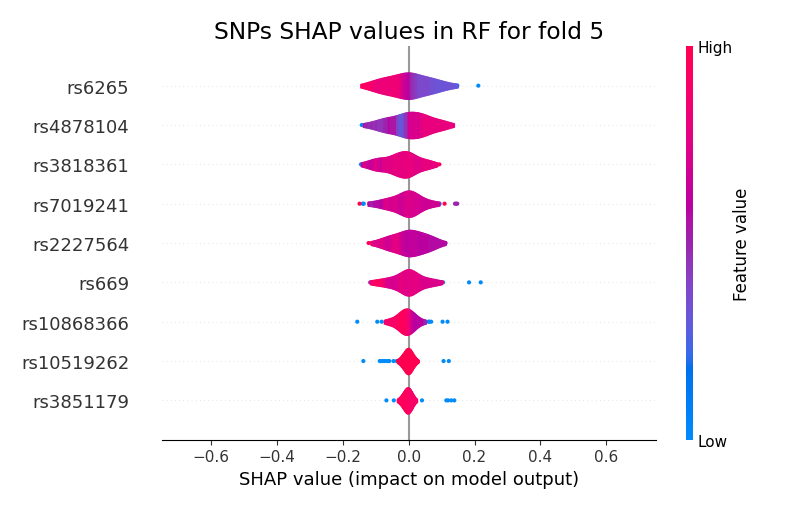 SNPs SHAP values in RF for fold 5
High
rs6265
rs4878104
rs3818361
rs7019241
rs2227564
rs669
rs10868366
rs10519262
rs3851179
Feature value
Low
−0.6 −0.4 −0.2 0.0 0.2 0.4 0.6
SHAP value (impact on model output)